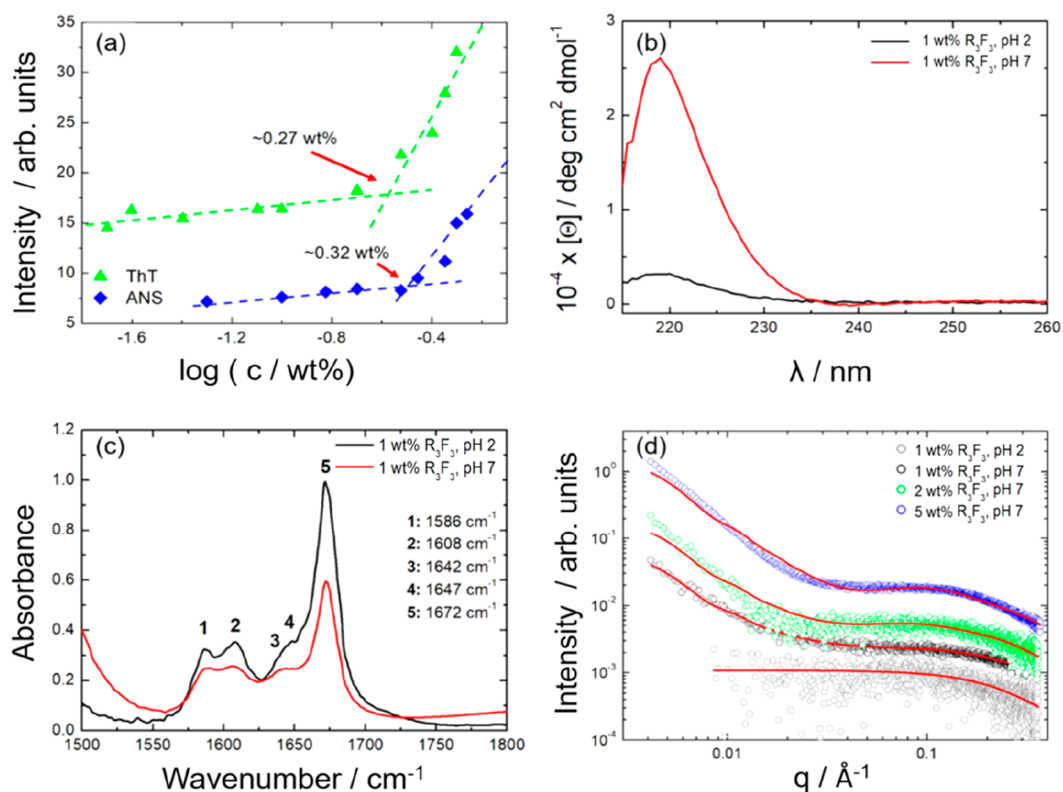 (a)
35
30
25
20
15
10
5
~0.27 wt%
~0.32 wt%
ThT
ANS
-1.6 -1.2 -0.8 -0.4
log ( c / wt%)
Intensity / arb. units
(b)
1 wt% R₃F₃, pH 2
1 wt% R₃F₃, pH 7
3
2
1
0
220 230 240 250 260
λ / nm
10⁻⁴ x [Θ] / deg cm² dmol⁻¹
(c)
1 wt% R₃F₃, pH 2
1 wt% R₃F₃, pH 7
1.2
1.0
0.8
0.6
0.4
0.2
0.0
1 2 3 4 5
1: 1586 cm⁻¹
2: 1608 cm⁻¹
3: 1642 cm⁻¹
4: 1647 cm⁻¹
5: 1672 cm⁻¹
1500 1550 1600 1650 1700 1750 1800
Wavenumber / cm⁻¹
Absorbance
(d)
1 wt% R₃F₃, pH 2
1 wt% R₃F₃, pH 7
2 wt% R₃F₃, pH 7
5 wt% R₃F₃, pH 7
10⁰
10⁻¹
10⁻²
10⁻³
10⁻⁴
0.01 0.1
q / Å⁻¹
Intensity / arb. units